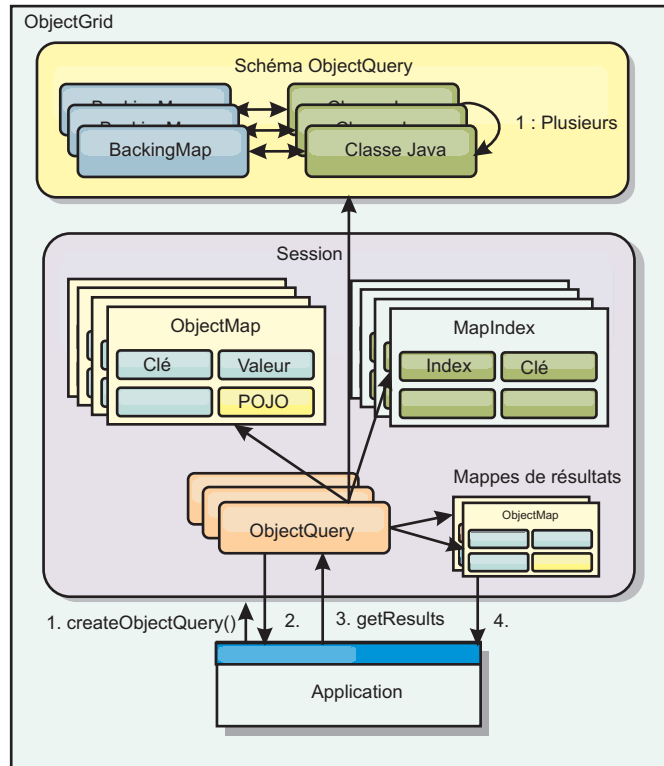 ObjectGrid
Schéma ObjectQuery
BackingMap
Classe Java
1 : Plusieurs
Session
ObjectMap
Clé
Valeur
POJO
MapIndex
Index
Clé
ObjectQuery
Mappes de résultats
ObjectMap
1. createObjectQuery()
2.
3. getResults
4.
Application